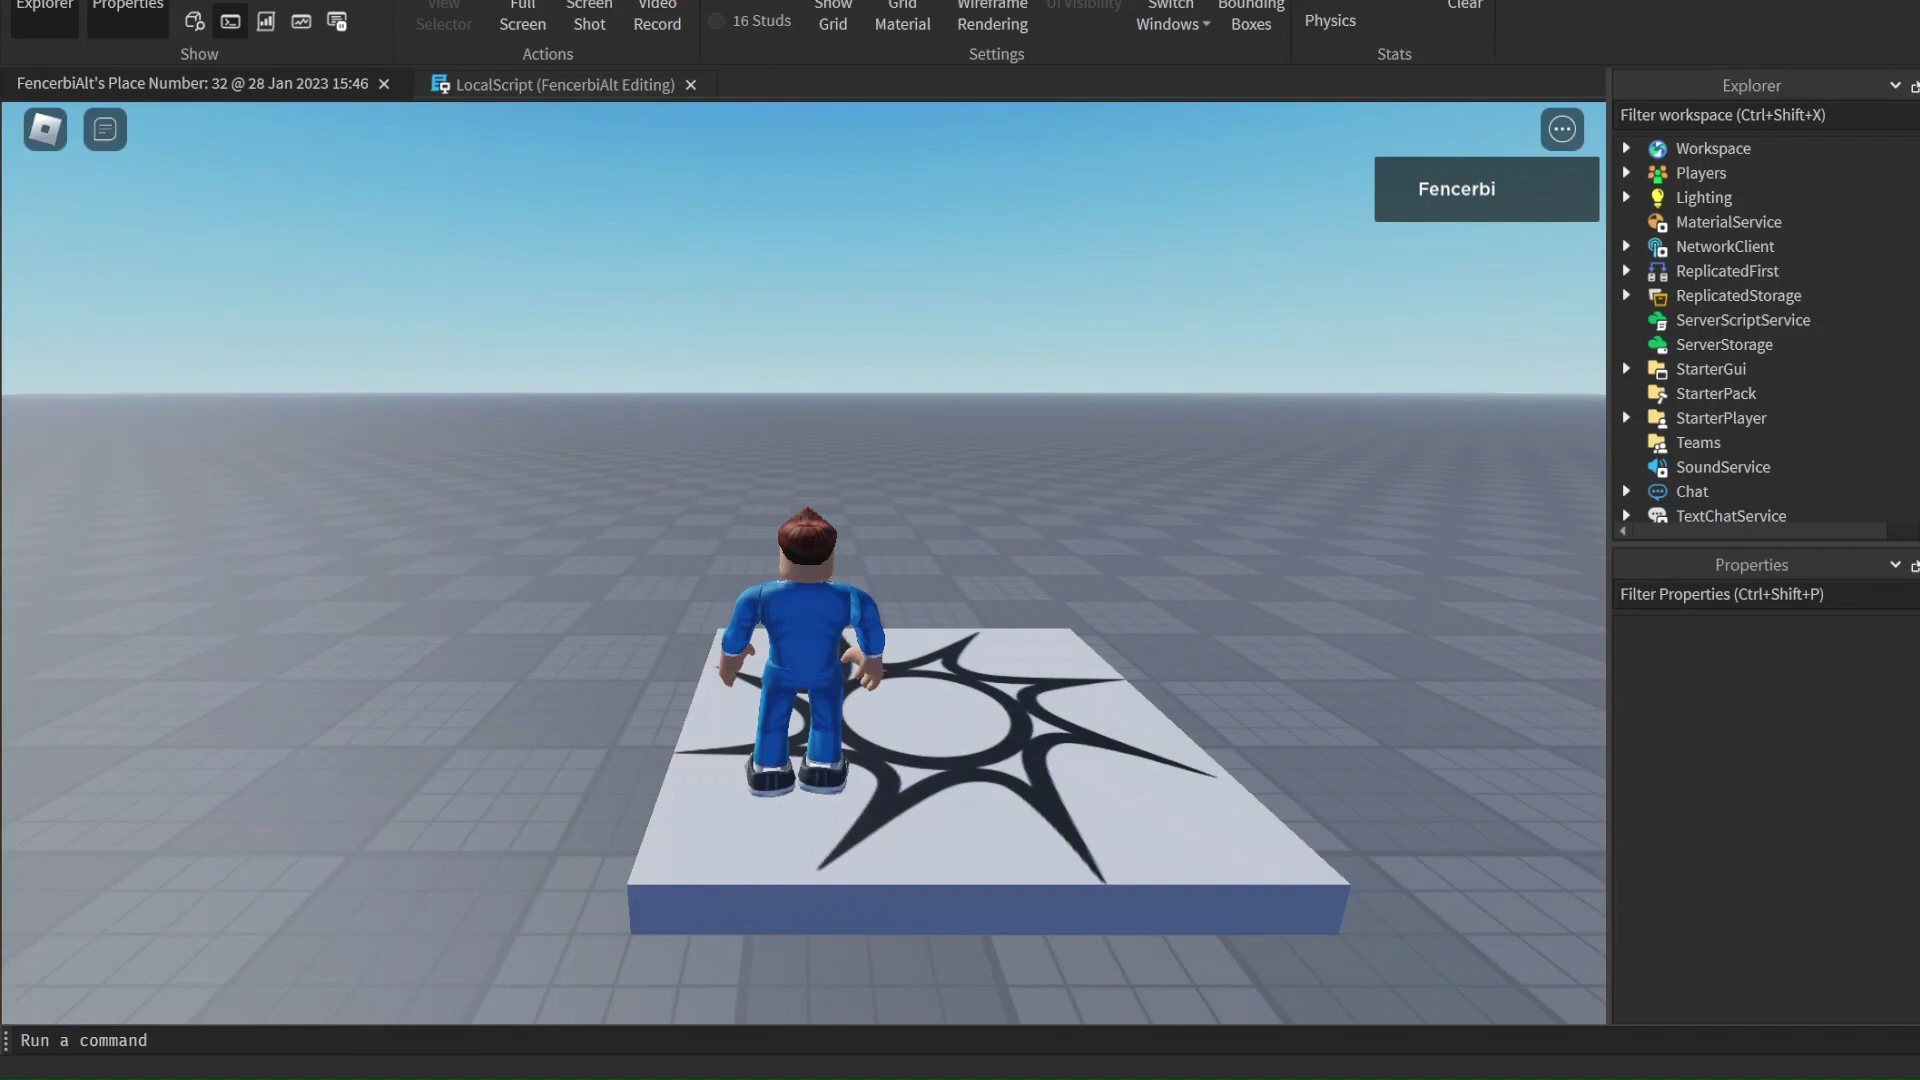 Explorer Properties View Full Screen Video 16 Studs Show Grid Wireframe UI Visibility Switch Bounding Physics Clear
Selector Screen Shot Record Grid Material Rendering Windows Boxes
Show Actions Settings Stats
FencerbiAlt's Place Number: 32 @ 28 Jan 2023 15:46
LocalScript (FencerbiAlt Editing)
Explorer
Filter workspace (Ctrl+Shift+X)
Fencerbi
Workspace
Players
Lighting
MaterialService
NetworkClient
ReplicatedFirst
ReplicatedStorage
ServerScriptService
ServerStorage
StarterGui
StarterPack
StarterPlayer
Teams
SoundService
Chat
TextChatService
Properties
Filter Properties (Ctrl+Shift+P)
Run a command